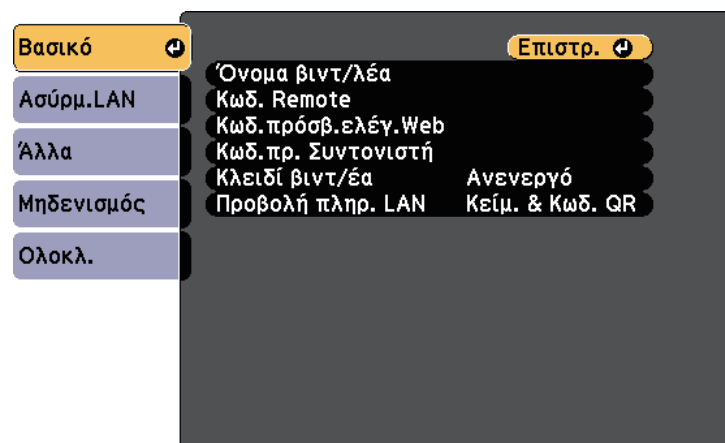 Βασικό
Ασύρμ.LAN
Άλλα
Μηδενισμός
Ολοκλ.
Επιστρ.
Όνομα βιντ/λέα
Κωδ. Remote
Κωδ.πρόσβ.ελέγ.Web
Κωδ.πρ. Συντονιστή
Κλειδί βιντ/έα Ανενεργό
Προβολή πληρ. LAN Κείμ. & Κωδ. QR